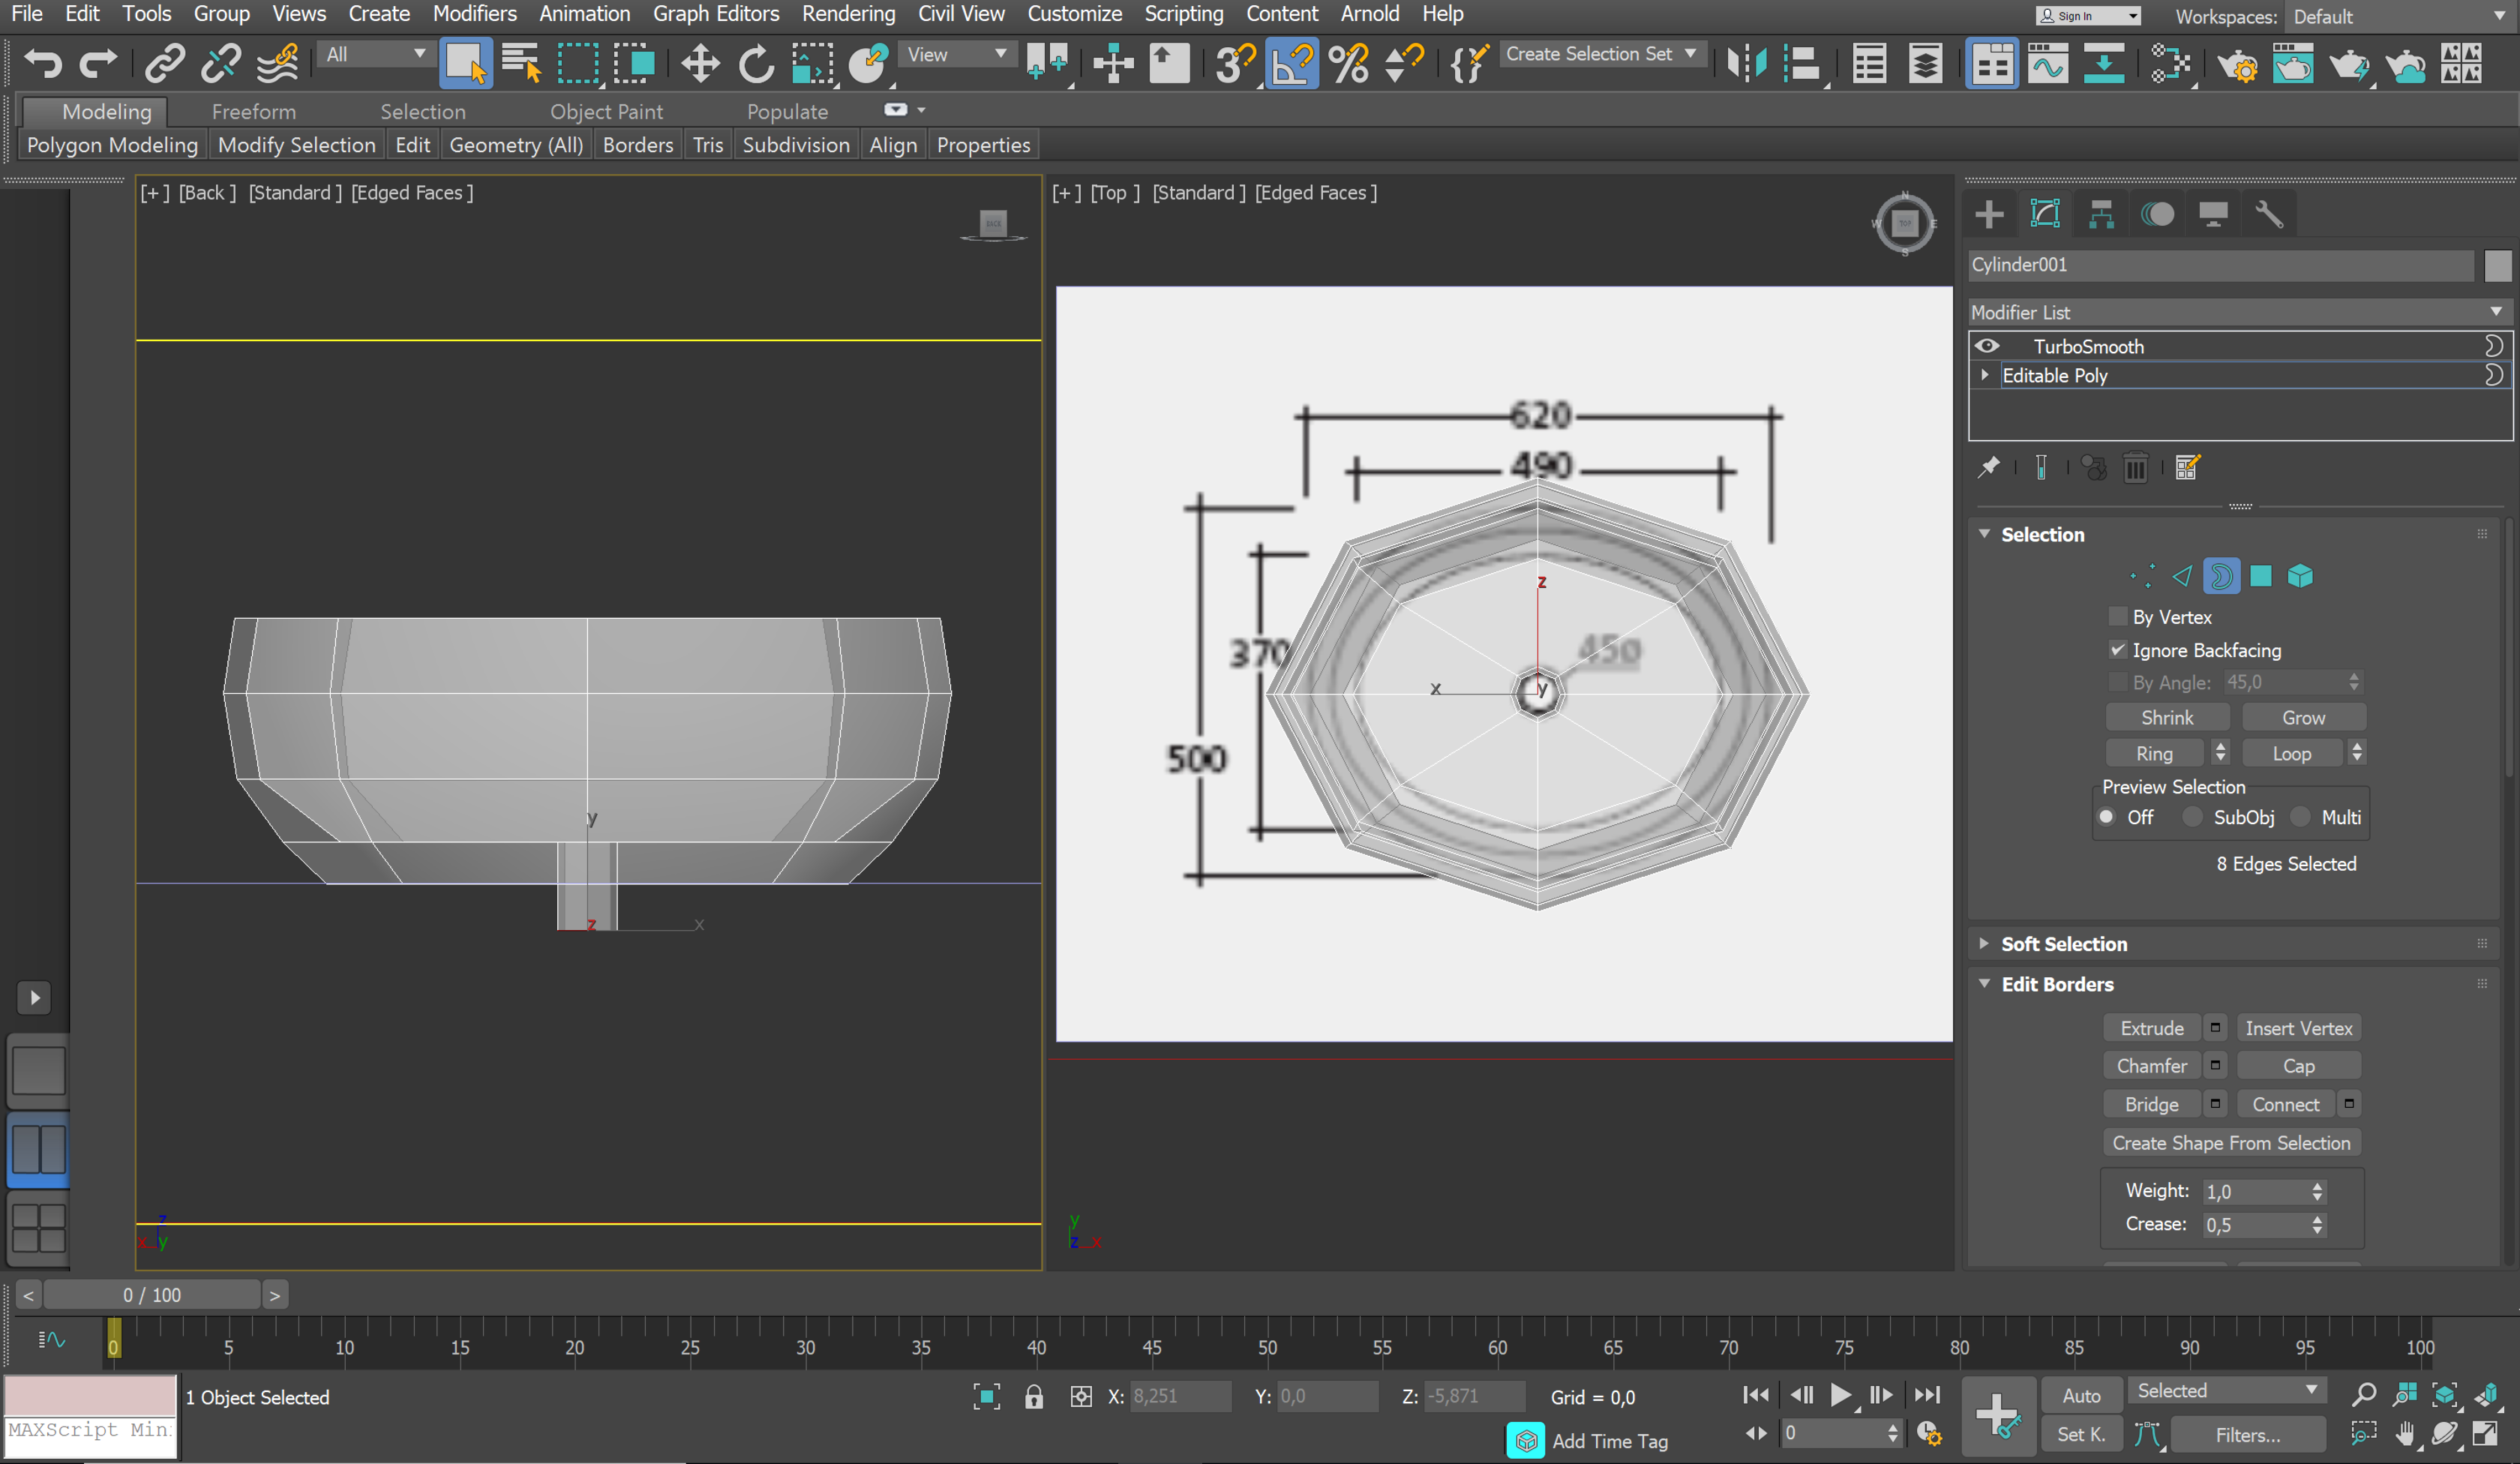 File Edit Tools Group Views Create Modifiers Animation Graph Editors Rendering Civil View Customize Scripting Content Arnold Help
Sign In
Workspaces: Default
All
View
3
Create Selection Set
Modeling Freeform Selection Object Paint Populate
Polygon Modeling Modify Selection Edit Geometry (All) Borders Tris Subdivision Align Properties
[+] [Back] [Standard] [Edged Faces]
BACK
y
z
x
z
x y
[+] [Top] [Standard] [Edged Faces]
N
W TOP E
S
620
490
z
450
370
x
y
500
y
z x
Cylinder001
Modifier List
TurboSmooth
Editable Poly
Selection
By Vertex
Ignore Backfacing
By Angle: 45,0
Shrink Grow
Ring Loop
Preview Selection
Off SubObj Multi
8 Edges Selected
Soft Selection
Edit Borders
Extrude Insert Vertex
Chamfer Cap
Bridge Connect
Create Shape From Selection
Weight: 1,0
Crease: 0,5
< 0 / 100 >
0 5 10 15 20 25 30 35 40 45 50 55 60 65 70 75 80 85 90 95 100
1 Object Selected
X: 8,251 Y: 0,0 Z: -5,871 Grid = 0,0
Auto Selected
MAXScript Min
Add Time Tag
0
Set K. Filters...